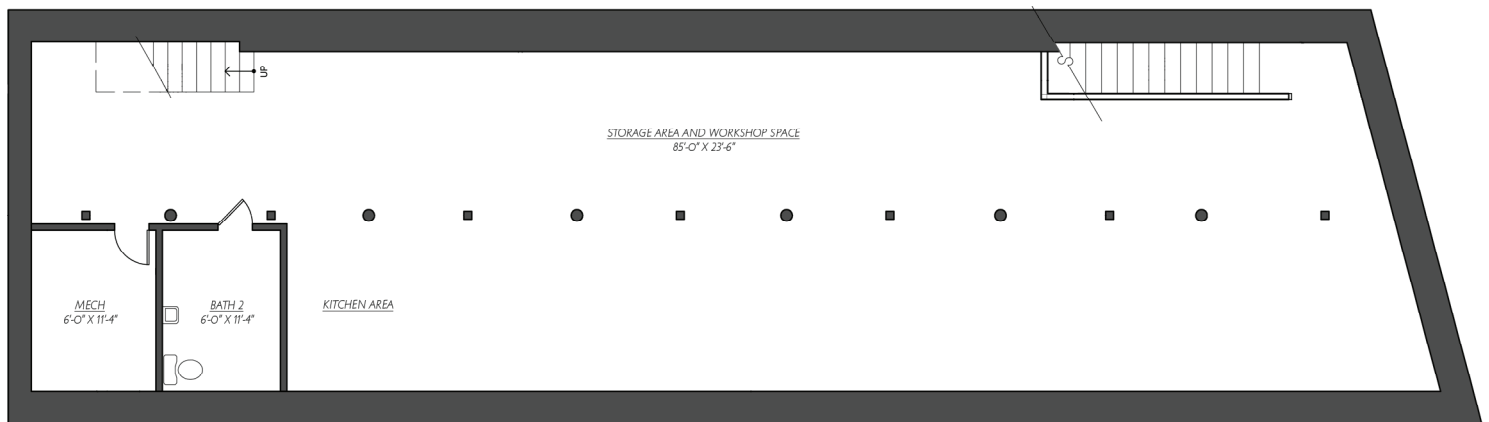 UP
STORAGE AREA AND WORKSHOP SPACE
85'-0" X 23'-6"
MECH
6'-0" X 11'-4"
BATH 2
6'-0" X 11'-4"
KITCHEN AREA